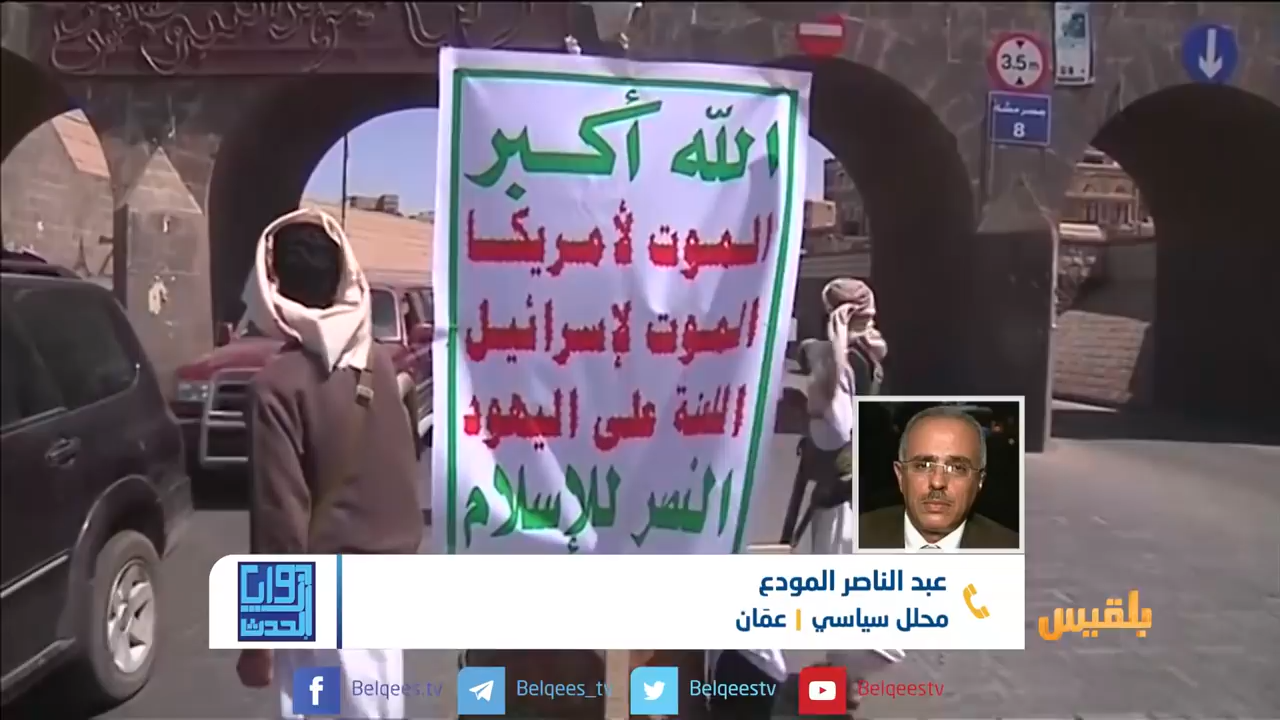 3.5m
8
الله أكبر
الموت لأمريكا
الموت لإسرائيل
اللعنة على اليهود
النصر للإسلام
عبد الناصر المودع
محلل سياسي | عمّان
زوايا الحدث
بلقيس
Belqees.tv
Belqees_tv
Belqeestv
Belqeestv